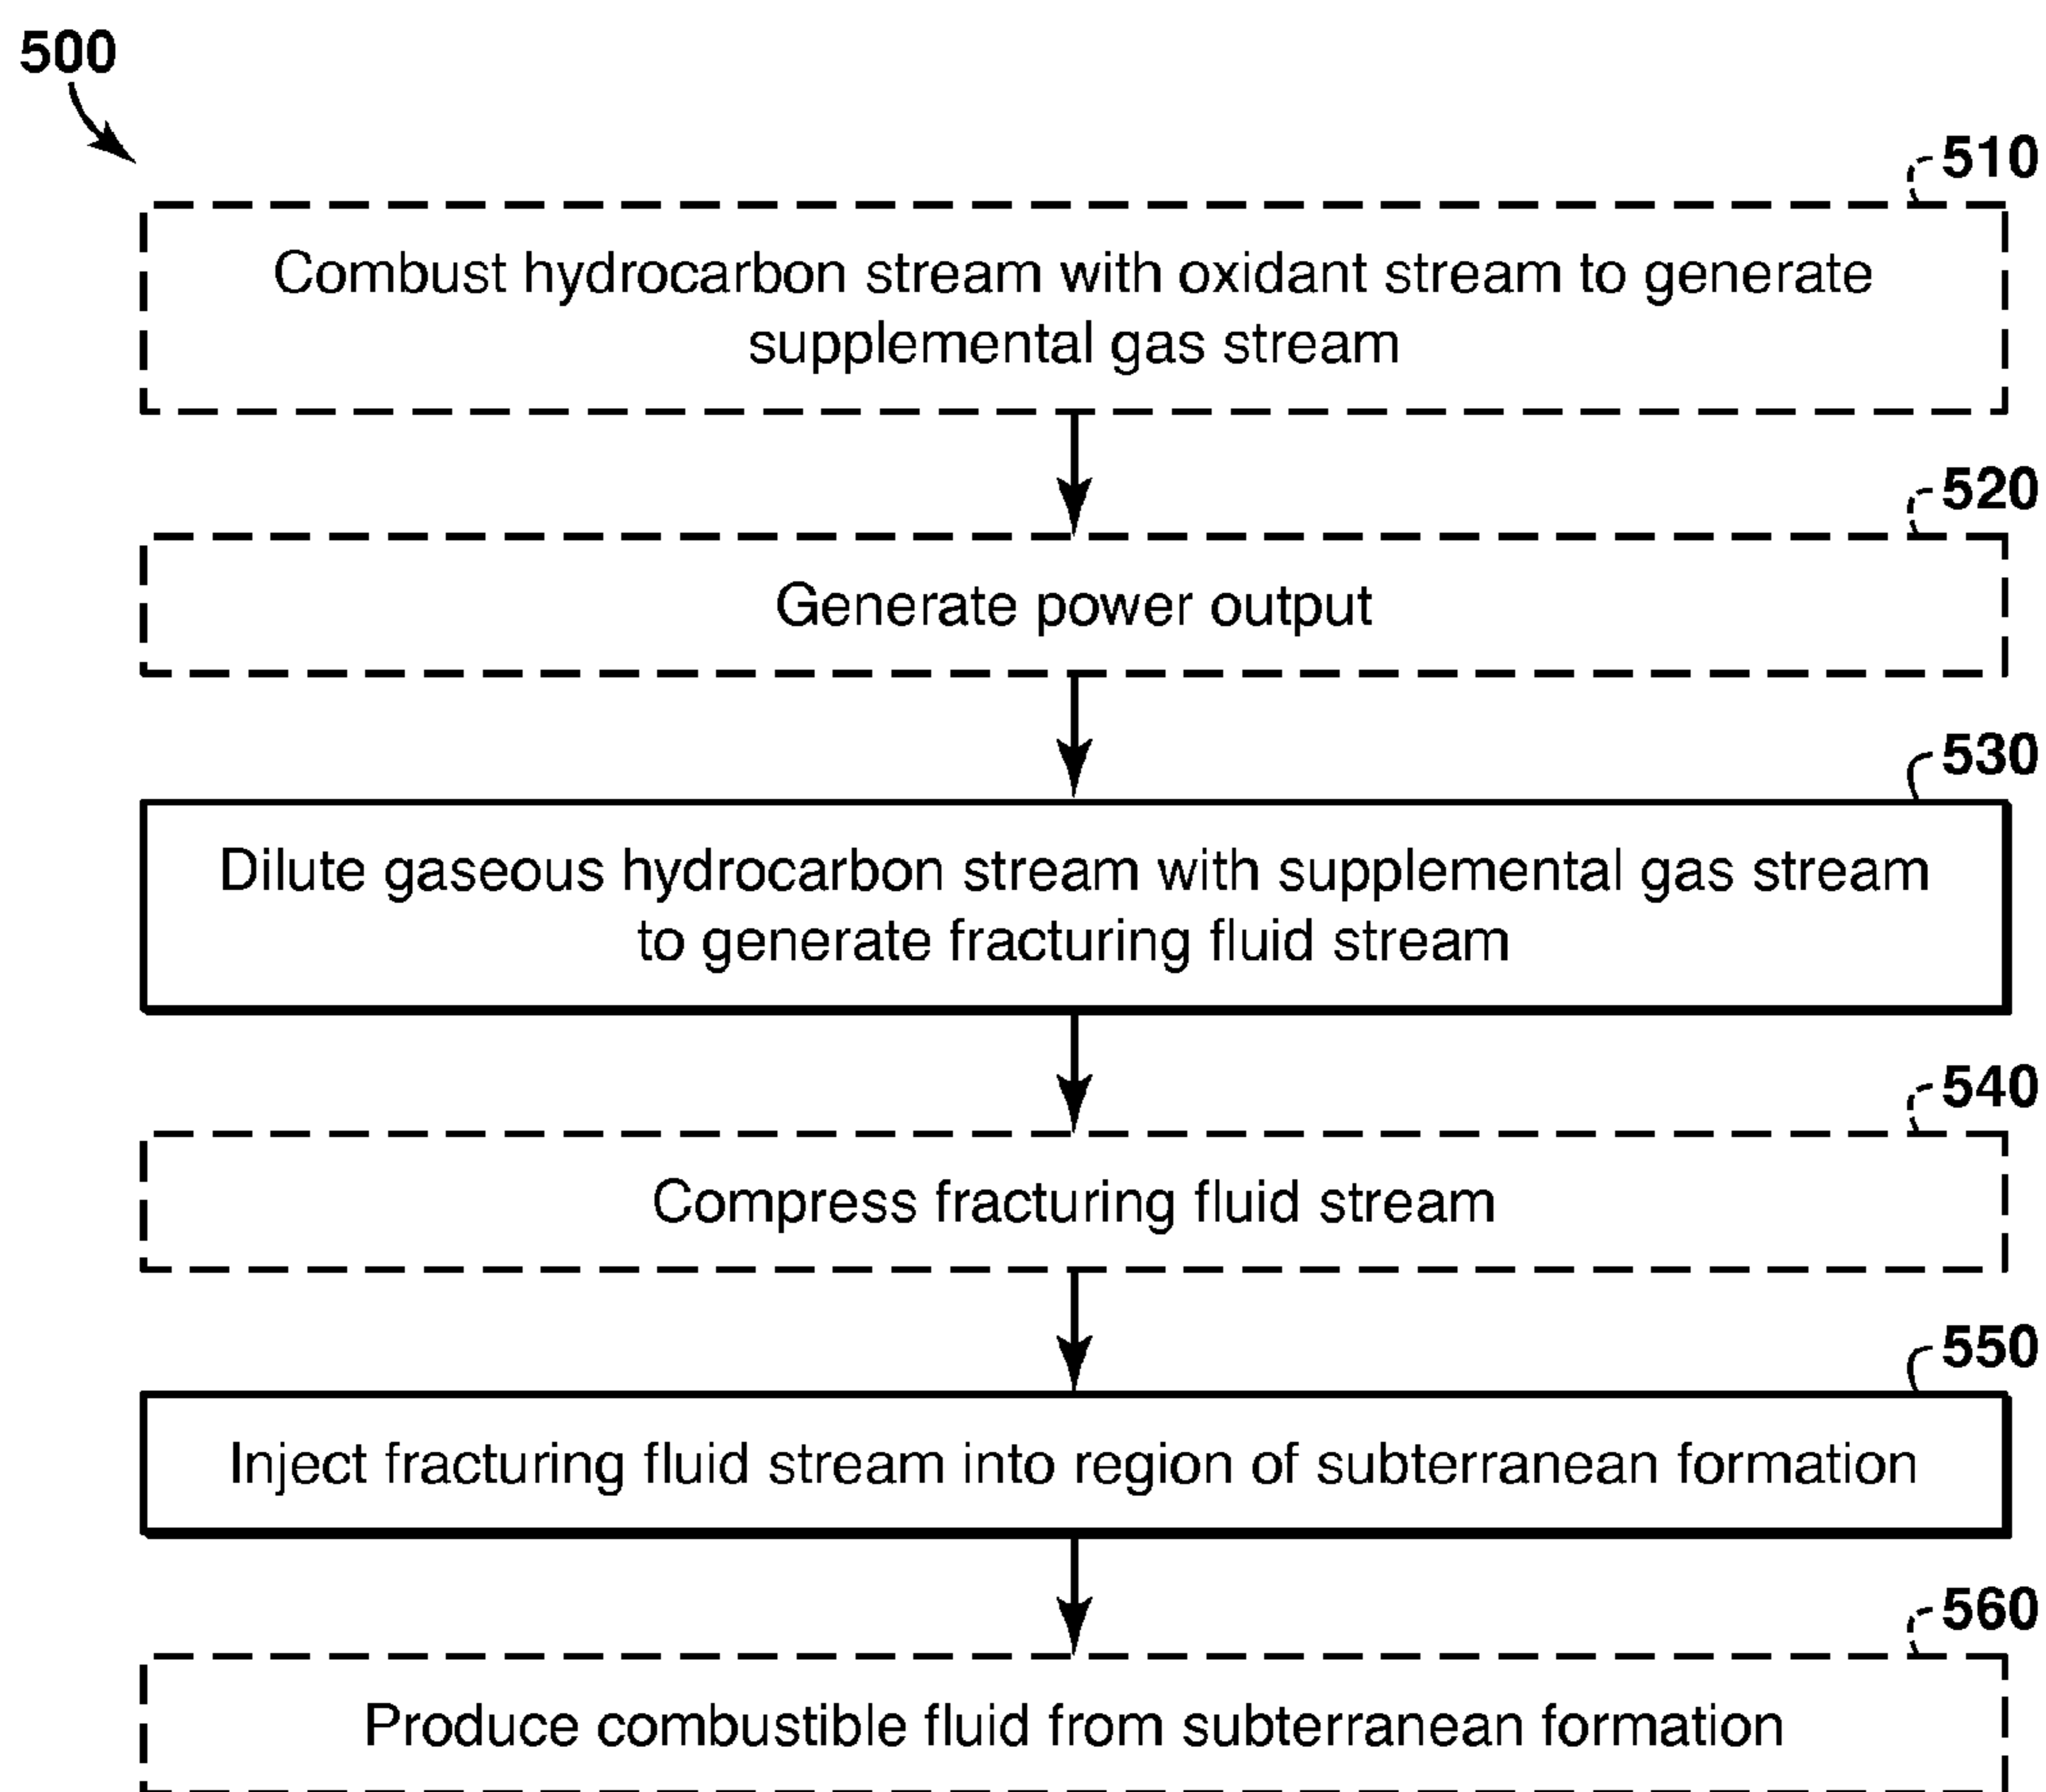 500
510
Combust hydrocarbon stream with oxidant stream to generate
supplemental gas stream
520
Generate power output
530
Dilute gaseous hydrocarbon stream with supplemental gas stream
to generate fracturing fluid stream
540
Compress fracturing fluid stream
550
Inject fracturing fluid stream into region of subterranean formation
560
Produce combustible fluid from subterranean formation